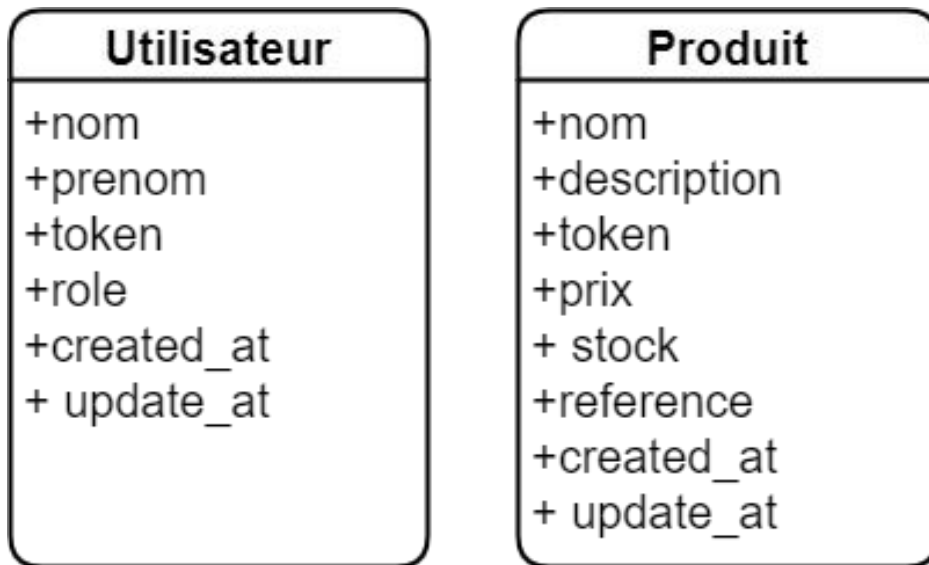 Utilisateur
+nom
+prenom
+token
+role
+created_at
+ update_at
Produit
+nom
+description
+token
+prix
+ stock
+reference
+created_at
+ update_at